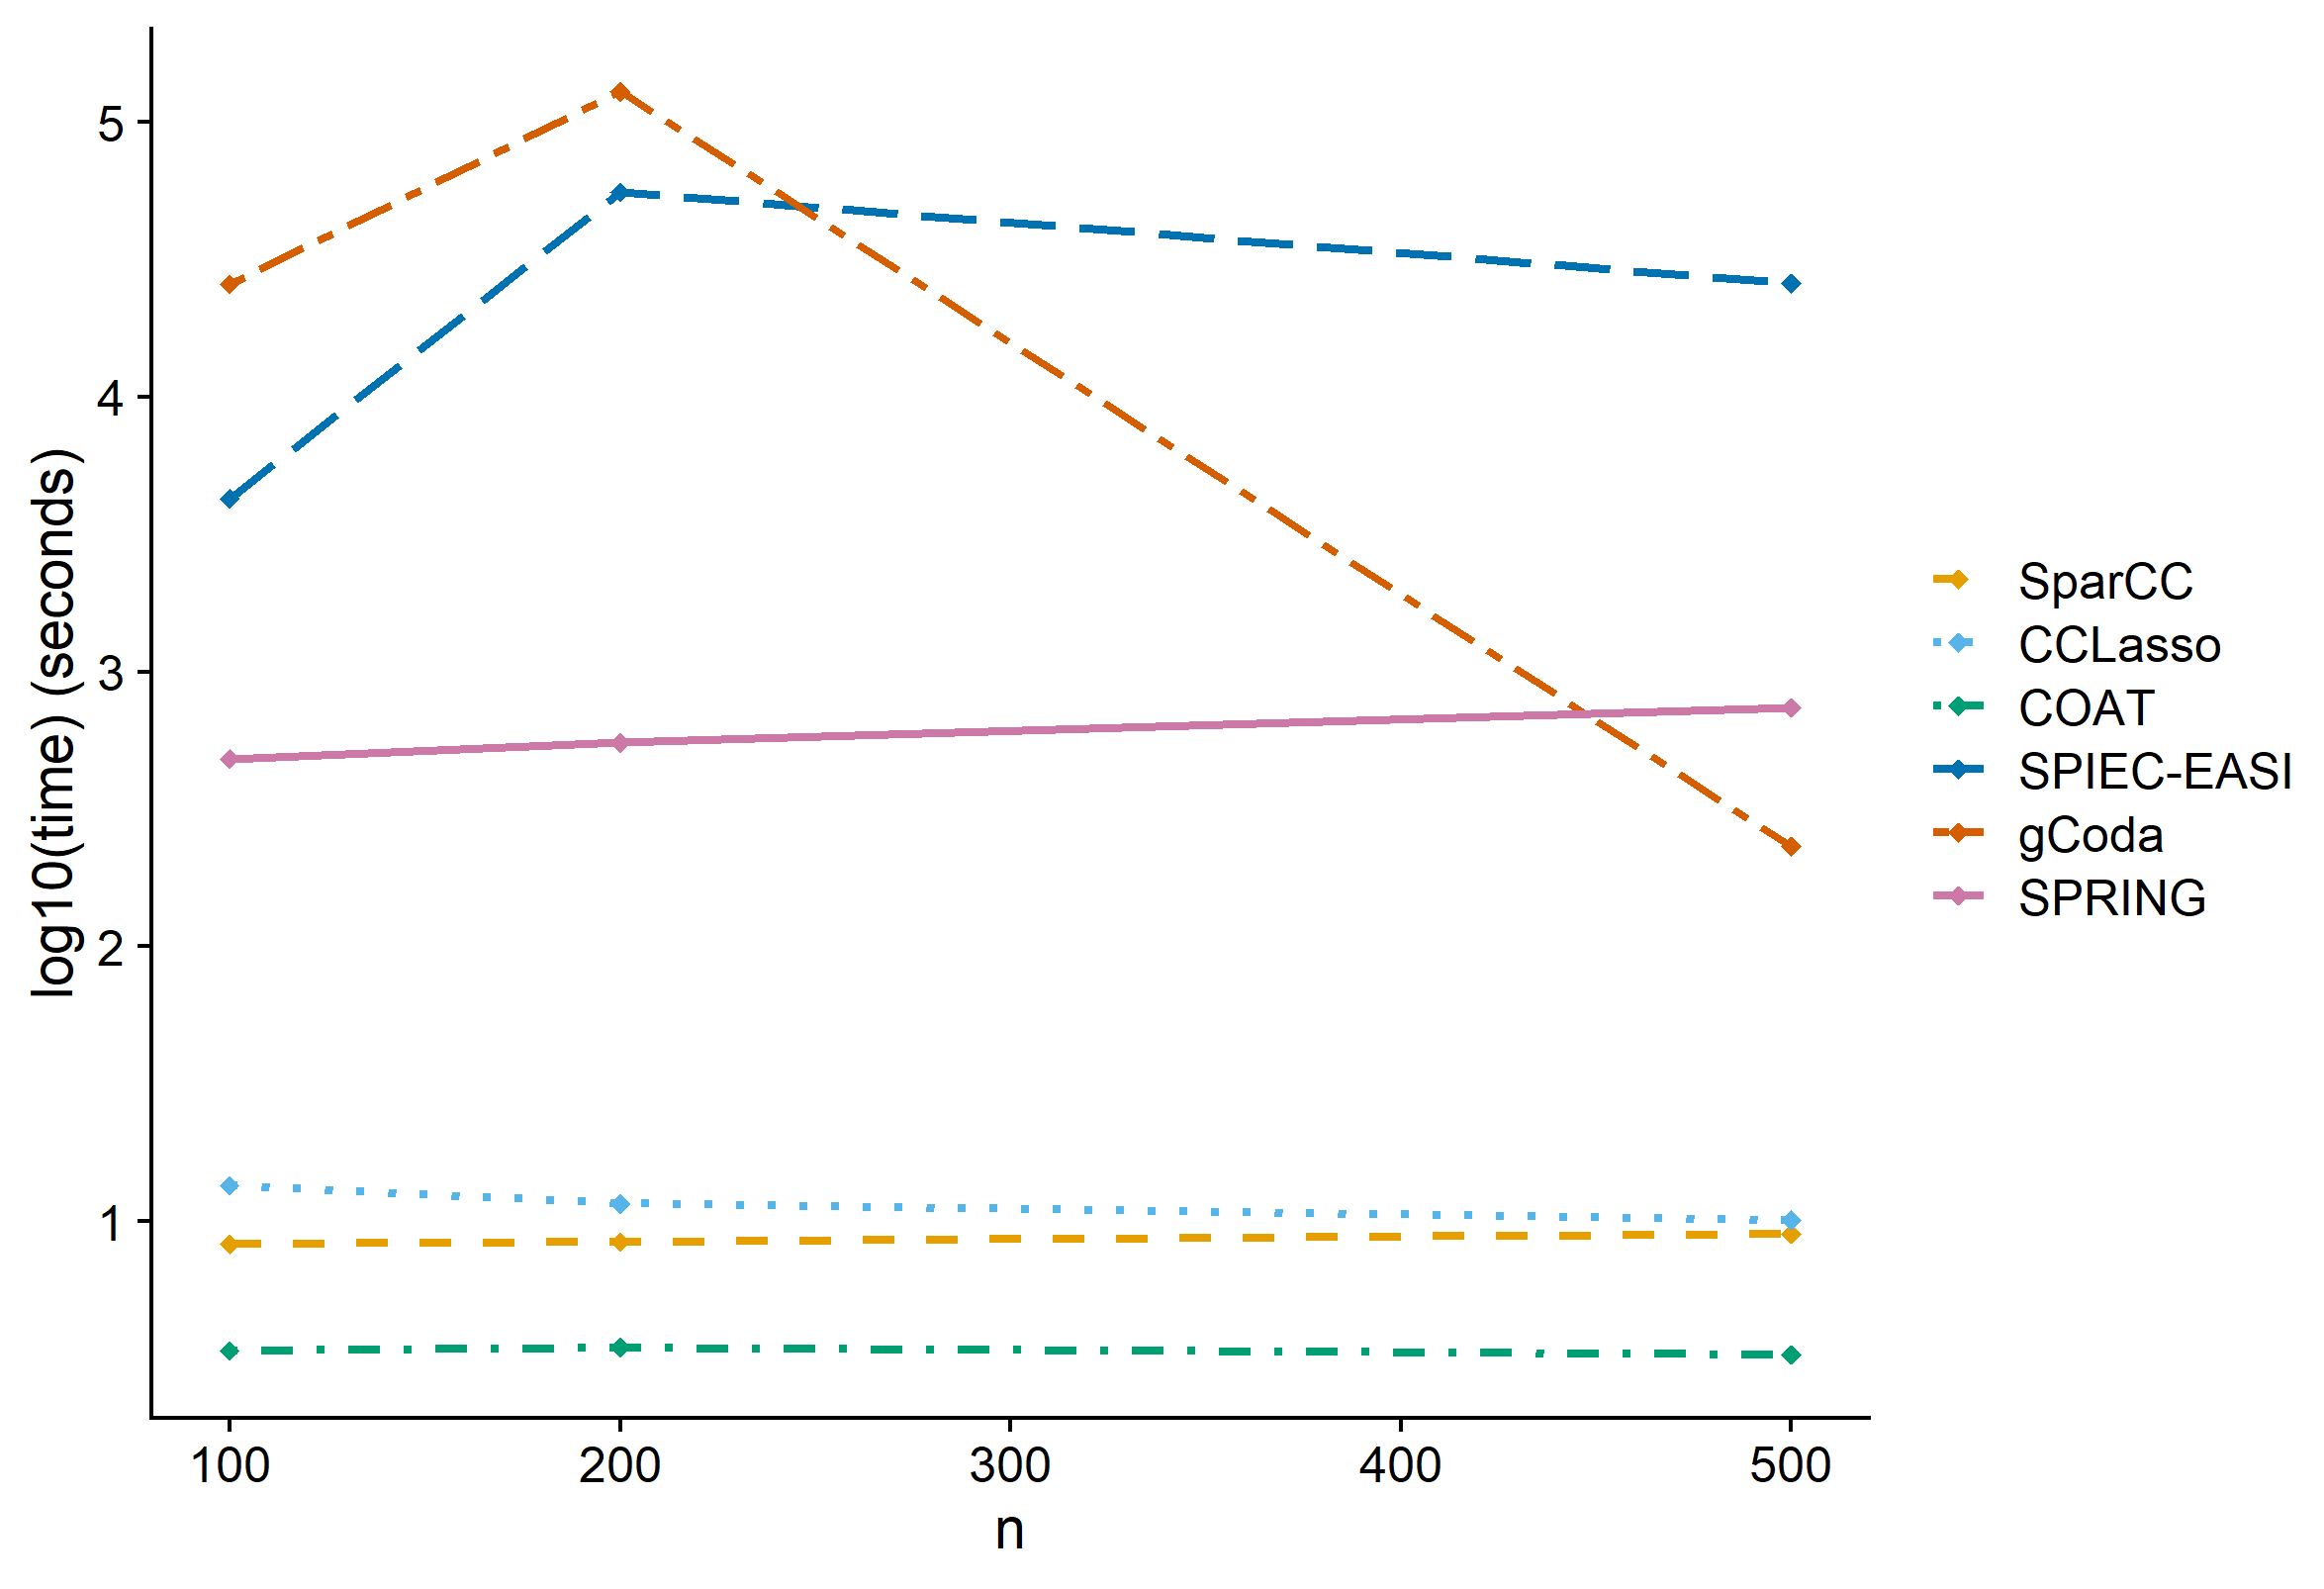 log10(time) (seconds)
5
4
3
2
1
100
200
300
400
500
n
SparCC
CCLasso
COAT
SPIEC-EASI
gCoda
SPRING